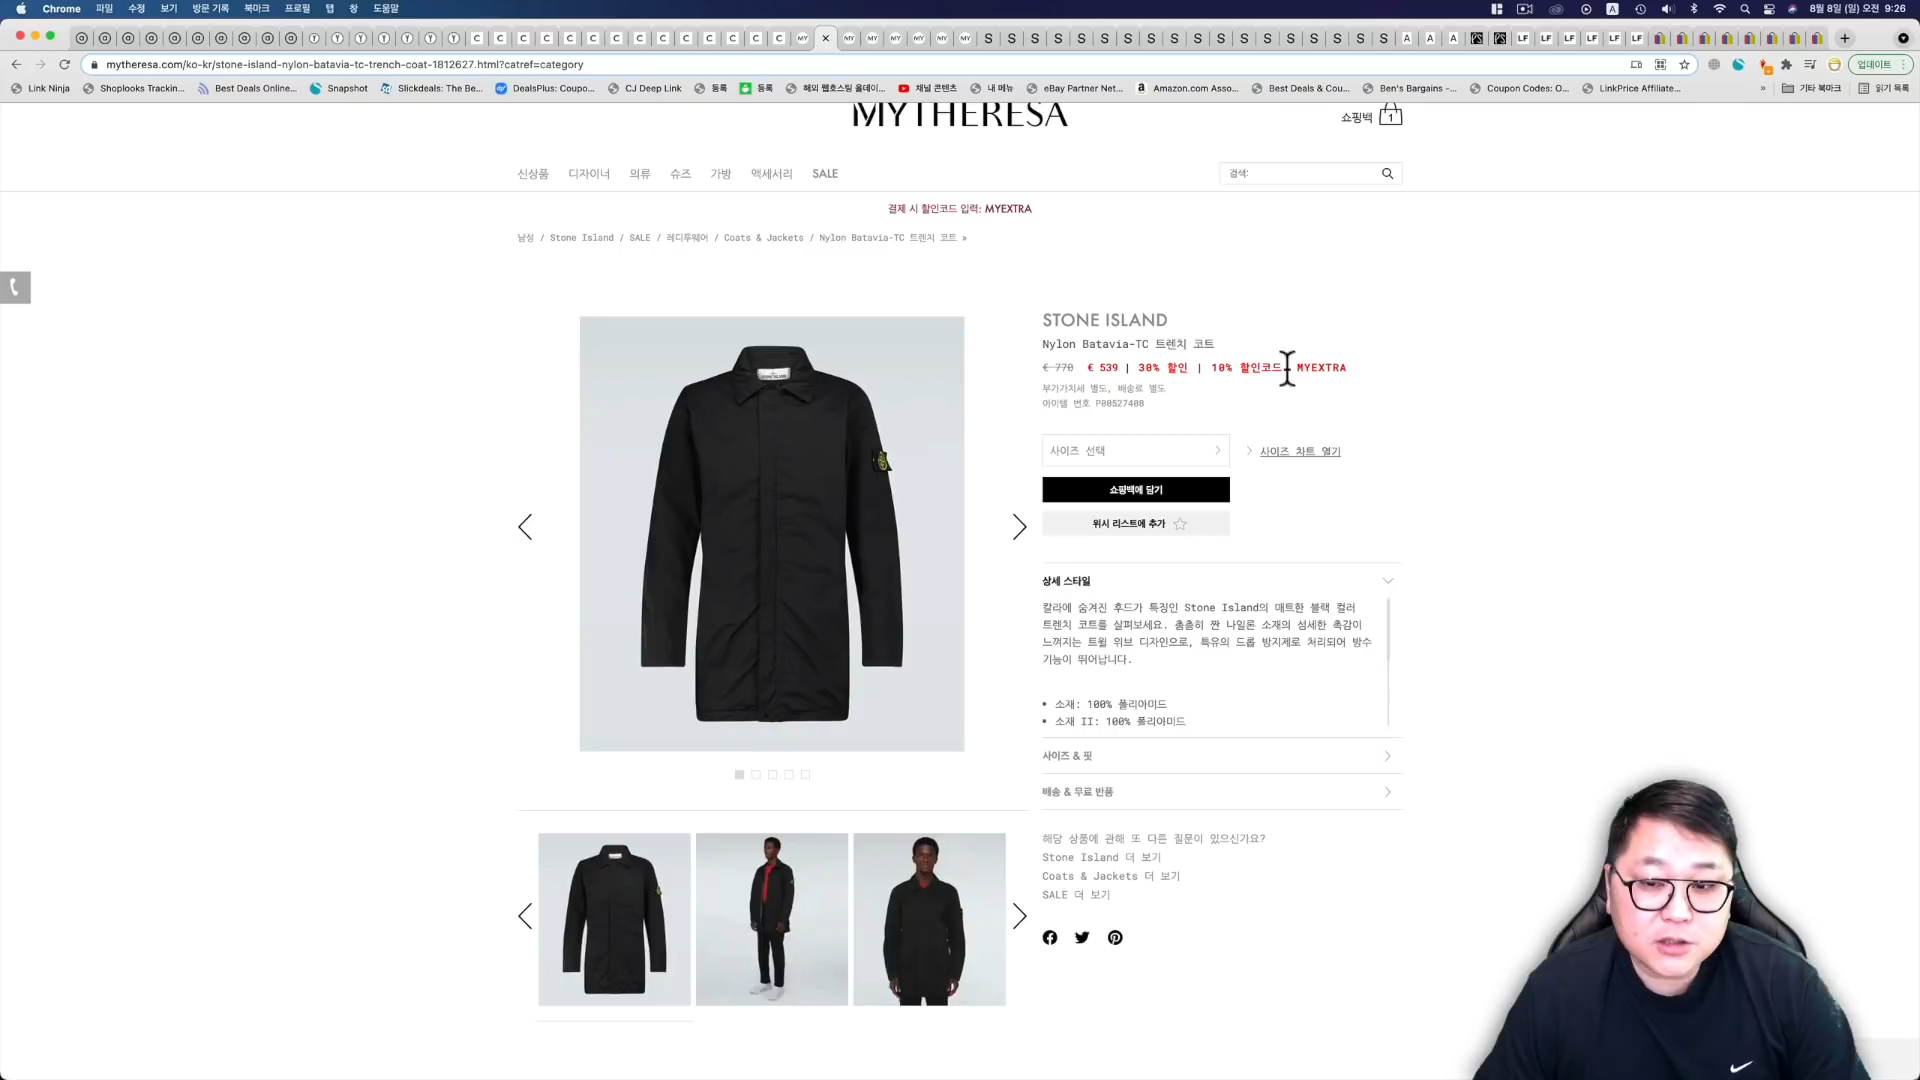 Chrome 파일 수정 보기 방문 기록 북마크 프로필 탭 창 도움말 8월 8일 (일) 오전 9:26
mytheresa.com/ko-kr/stone-island-nylon-batavia-tc-trench-coat-1812627.html?catref=category 업데이트
Link Ninja Shoplooks Trackin... Best Deals Online... Snapshot Slickdeals: The Be... DealsPlus: Coupo... CJ Deep Link 등록 등록 해외 웹호스팅 올데이... 채널 콘텐츠 내 메뉴 eBay Partner Net... Amazon.com Asso... Best Deals & Cou... Ben's Bargains -... Coupon Codes: O... LinkPrice Affiliate... » 기타 북마크 읽기 목록
MYTHERESA
쇼핑백 1
신상품 디자이너 의류 슈즈 가방 액세서리 SALE 검색:
결제 시 할인코드 입력: MYEXTRA
남성 / Stone Island / SALE / 레디투웨어 / Coats & Jackets / Nylon Batavia-TC 트렌치 코트 »
STONE ISLAND
Nylon Batavia-TC 트렌치 코트
€ 770 € 539 | 30% 할인 | 10% 할인코드: MYEXTRA
부가가치세 별도, 배송료 별도
아이템 번호 P00527408
사이즈 선택 사이즈 차트 열기
쇼핑백에 담기
위시 리스트에 추가
상세 스타일
칼라에 숨겨진 후드가 특징인 Stone Island의 매트한 블랙 컬러
트렌치 코트를 살펴보세요. 촘촘히 짠 나일론 소재의 섬세한 촉감이
느껴지는 트윌 위브 디자인으로, 특유의 드롭 방지제로 처리되어 방수
기능이 뛰어납니다.
• 소재: 100% 폴리아미드
• 소재 II: 100% 폴리아미드
사이즈 & 핏
배송 & 무료 반품
해당 상품에 관해 또 다른 질문이 있으신가요?
Stone Island 더 보기
Coats & Jackets 더 보기
SALE 더 보기